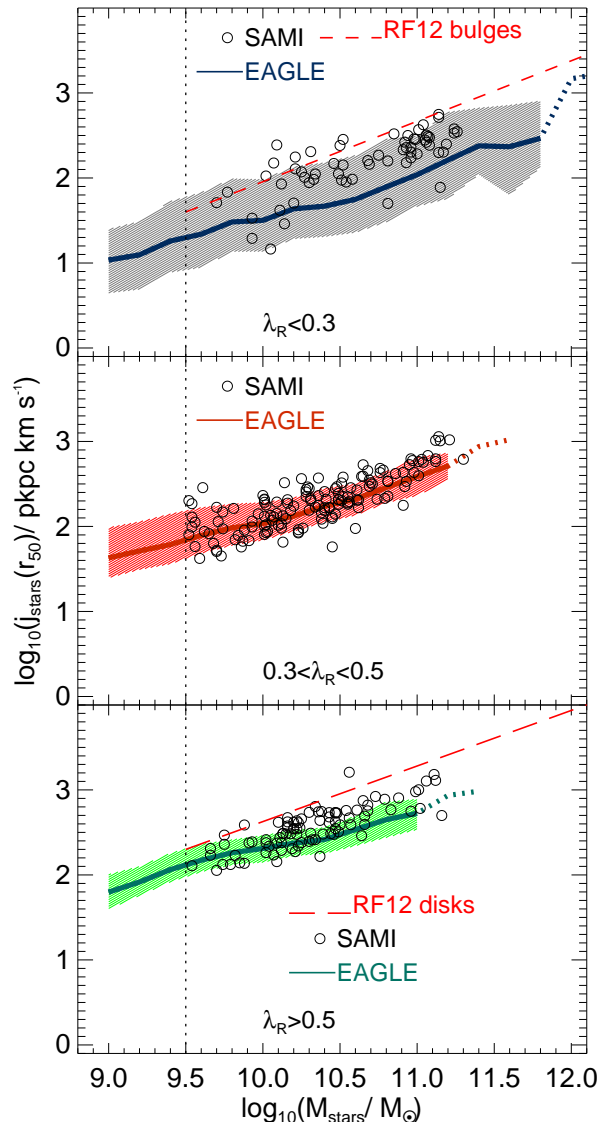 SAMI
RF12 bulges
EAGLE
3
2
1
0
λR<0.3
SAMI
EAGLE
3
2
1
0
0.3<λR<0.5
log10(jstars(r50)/ pkpc km s-1)
3
2
1
0
RF12 disks
SAMI
EAGLE
λR>0.5
9.0 9.5 10.0 10.5 11.0 11.5 12.0
log10(Mstars/ M⊙)